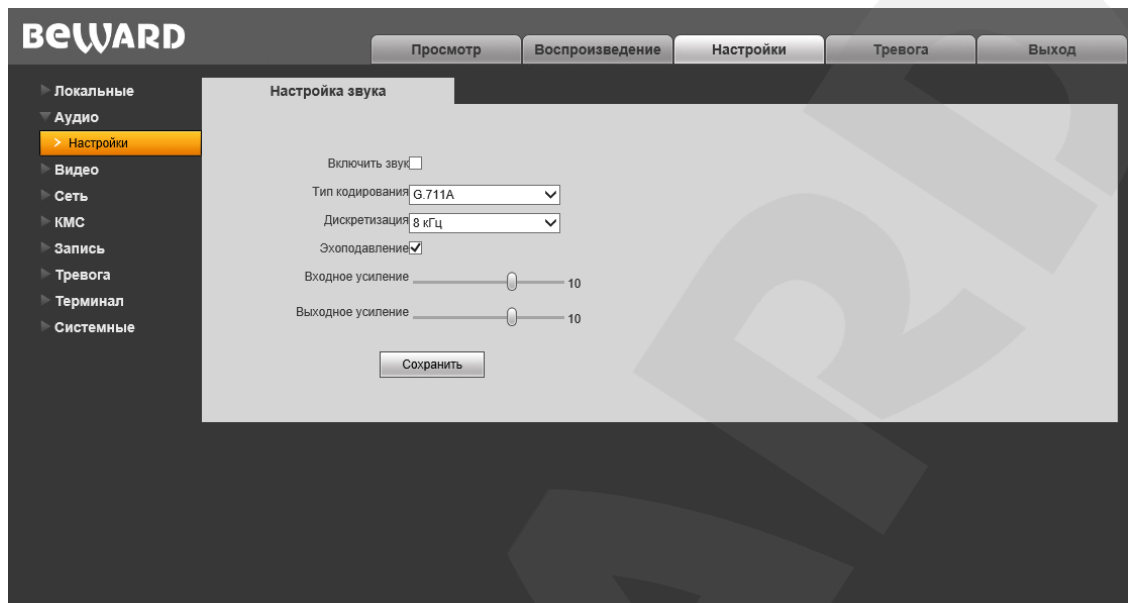 BEWARD
Просмотр
Воспроизведение
Настройки
Тревога
Выход
Локальные
Аудио
> Настройки
Видео
Сеть
КМС
Запись
Тревога
Терминал
Системные
Настройка звука
Включить звук
Тип кодирования G.711A
Дискретизация 8 кГц
Эхоподавление
Входное усиление 10
Выходное усиление 10
Сохранить